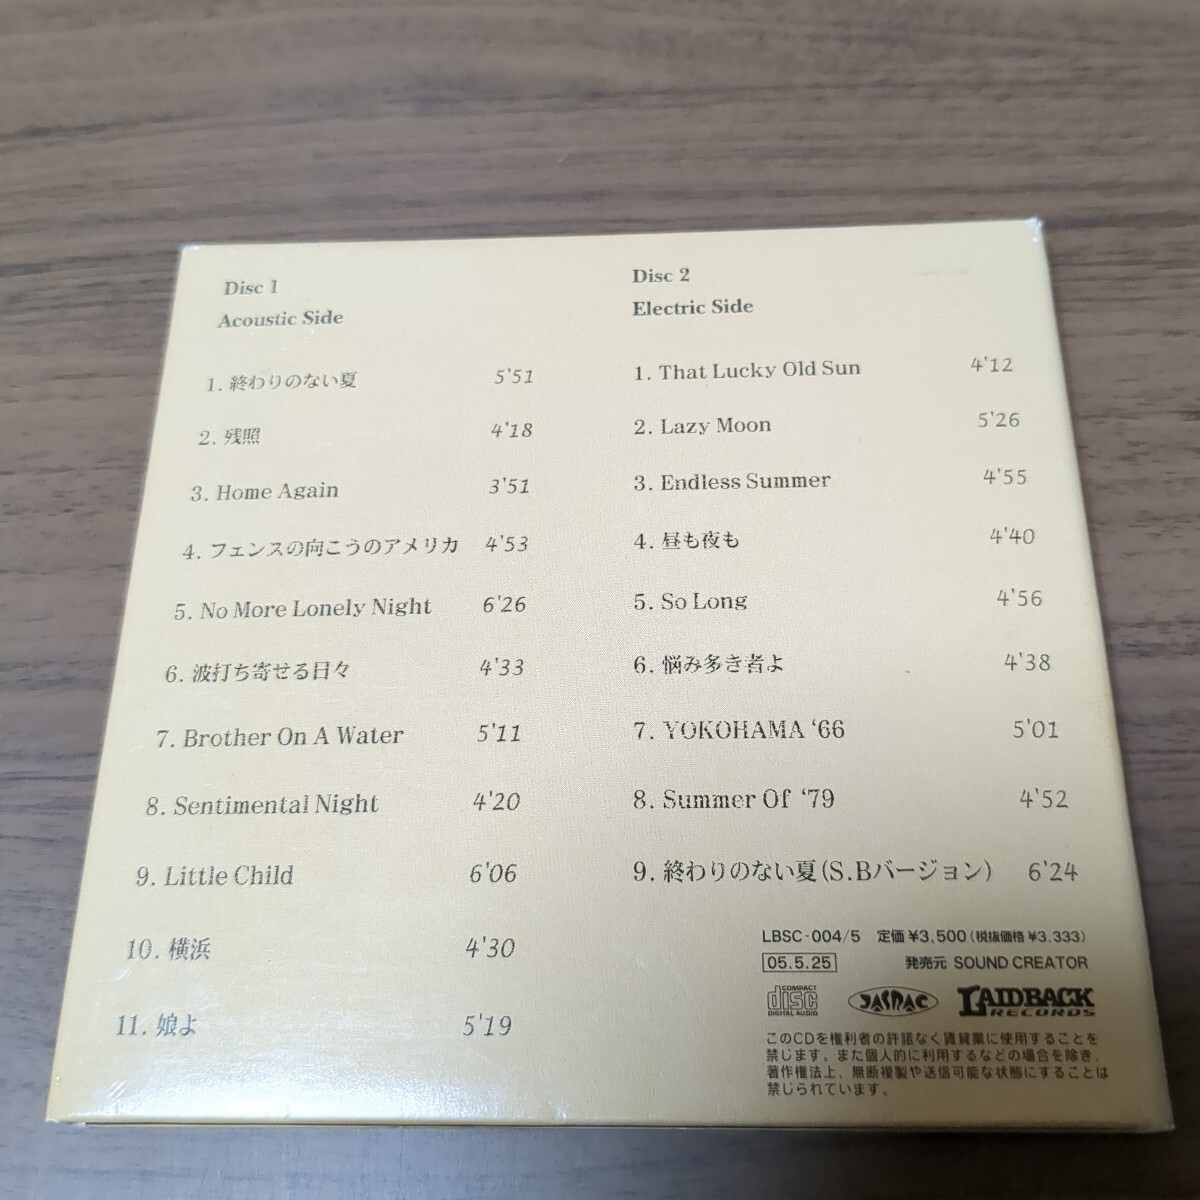 Disc 1
Acoustic Side
1. 終わりのない夏 5'51
2. 残照 4'18
3. Home Again 3'51
4. フェンスの向こうのアメリカ 4'53
5. No More Lonely Night 6'26
6. 波打ち寄せる日々 4'33
7. Brother On A Water 5'11
8. Sentimental Night 4'20
9. Little Child 6'06
10. 横浜 4'30
11. 娘よ 5'19
Disc 2
Electric Side
1. That Lucky Old Sun 4'12
2. Lazy Moon 5'26
3. Endless Summer 4'55
4. 昼も夜も 4'40
5. So Long 4'56
6. 悩み多き者よ 4'38
7. YOKOHAMA ‘66 5'01
8. Summer Of ‘79 4'52
9. 終わりのない夏(S.Bバージョン) 6'24
LBSC-004/5 定価 ¥3,500(税抜価格 ¥3.333)
05.5.25 発売元 SOUND CREATOR
COMPACT disc DIGITAL AUDIO JASRAC LAIDBACK RECORDS
このCDを権利者の許諾なく賃貸業に使用することを
禁じます。また個人的に利用するなどの場合を除き、
著作権法上、無断複製や送信可能な状態にすることは
禁じられています。